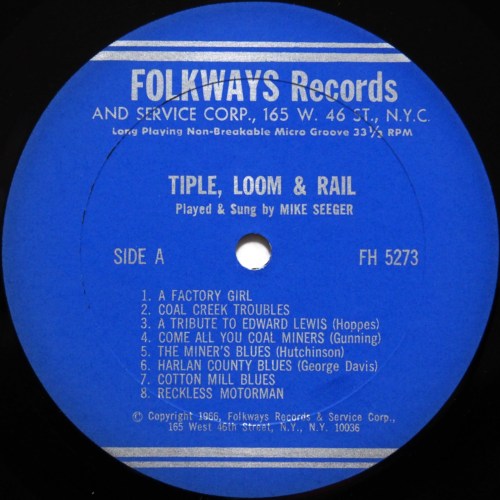 FOLKWAYS Records
AND SERVICE CORP., 165 W. 46 ST., N.Y.C.
Long Playing Non-Breakable Micro Groove 33⅓ RPM
TIPLE, LOOM & RAIL
Played & Sung by MIKE SEEGER
SIDE A FH 5273
1. A FACTORY GIRL
2. COAL CREEK TROUBLES
3. A TRIBUTE TO EDWARD LEWIS (Hoppes)
4. COME ALL YOU COAL MINERS (Gunning)
5. THE MINER'S BLUES (Hutchinson)
6. HARLAN COUNTY BLUES (George Davis)
7. COTTON MILL BLUES
8. RECKLESS MOTORMAN
© Copyright 1966, Folkways Records & Service Corp.,
165 West 46th Street, N.Y., N.Y. 10036